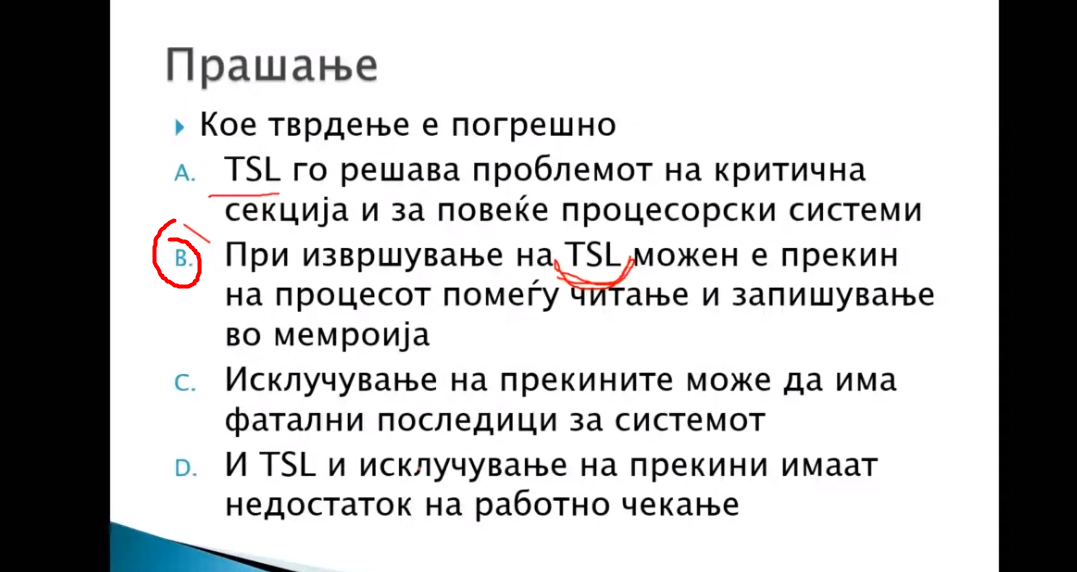 Прашање
Кое тврдење е погрешно
A. TSL го решава проблемот на критична
секција и за повеќе процесорски системи
B. При извршување на TSL можен е прекин
на процесот помеѓу читање и запишување
во мемроија
C. Исклучување на прекините може да има
фатални последици за системот
D. И TSL и исклучување на прекини имаат
недостаток на работно чекање